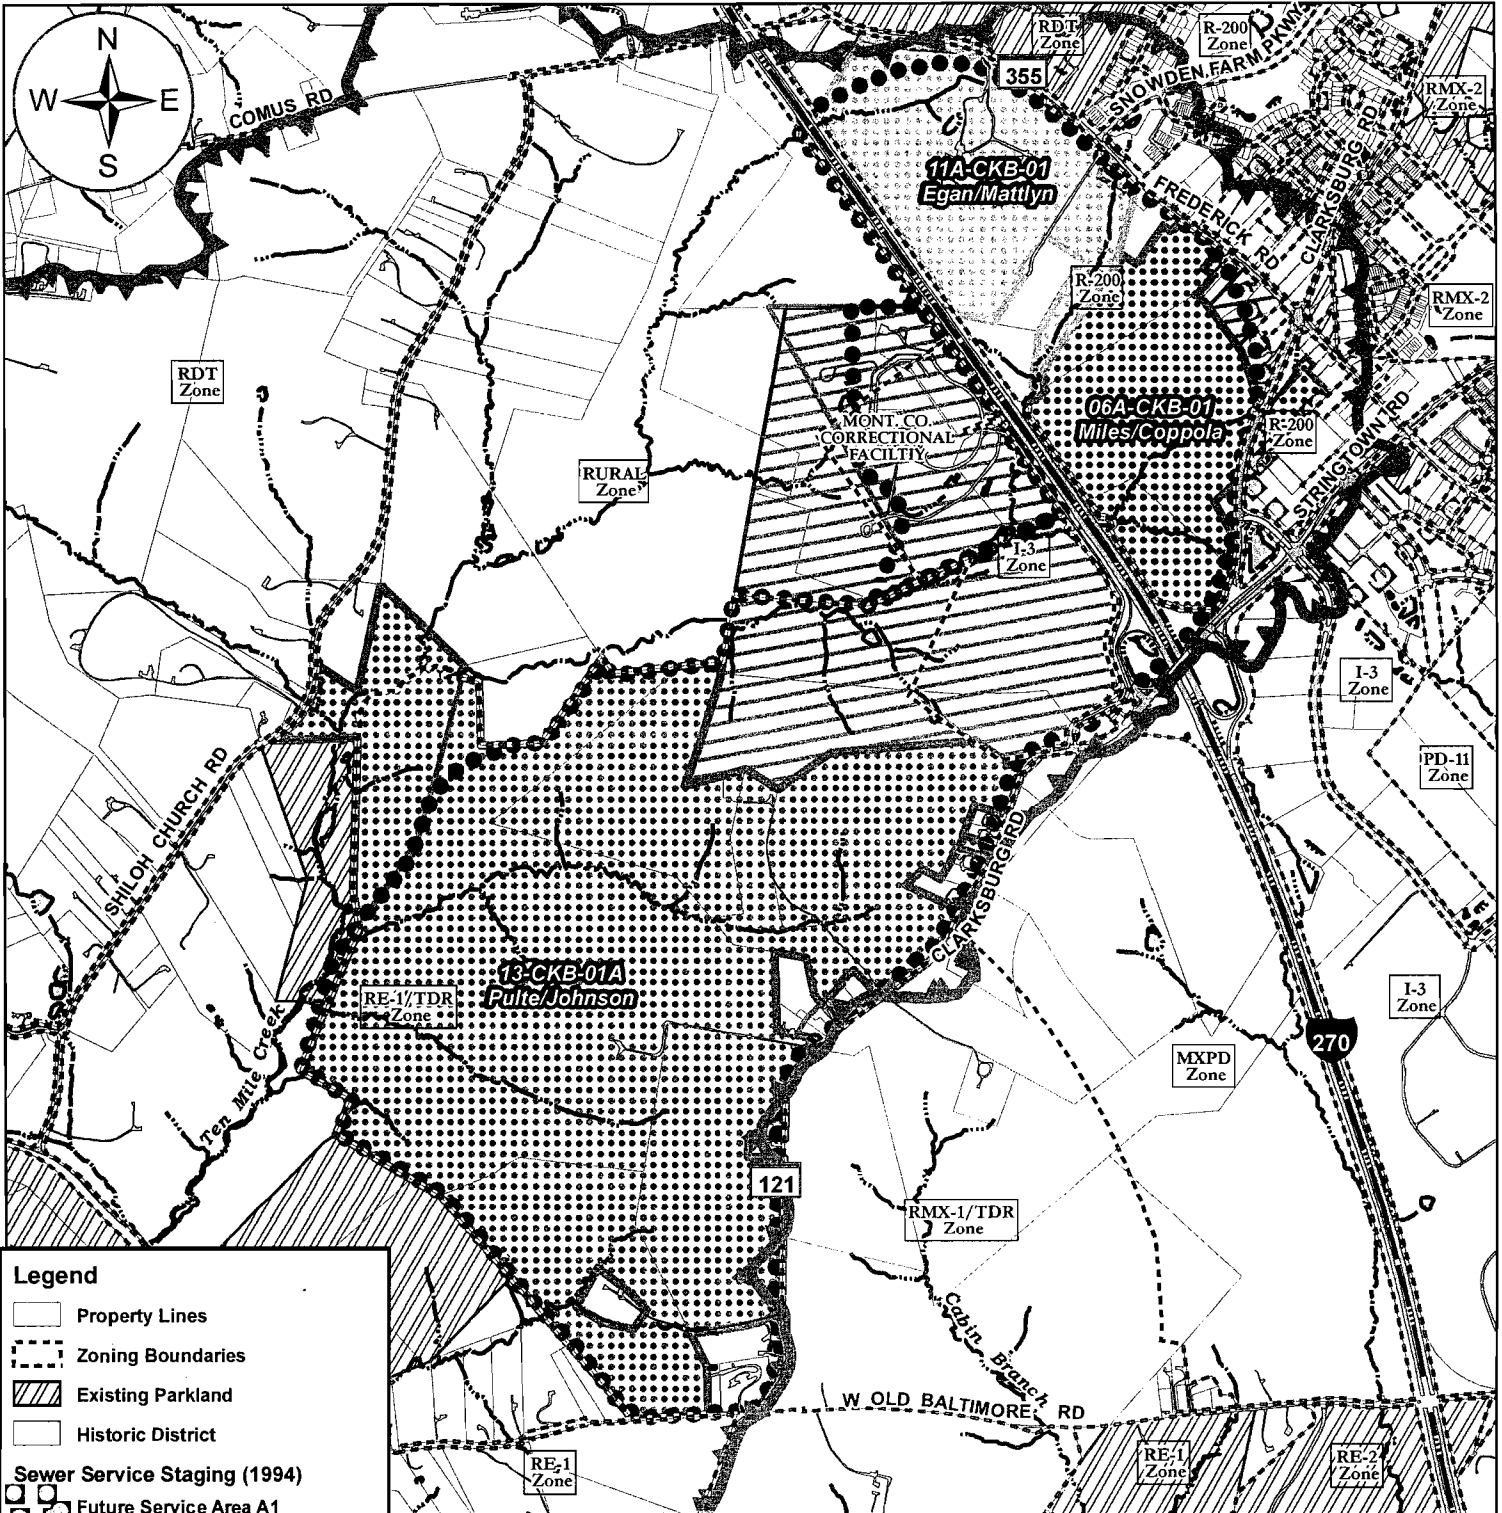 N
W
E
S
COMUS RD
RDT
Zone
R-200
Zone
SNOWDEN FARM PKWY
355
RMX-2
Zone
11A-CKB-01
Egan/Mattlyn
FREDERICK RD
CLARKSBURG RD
R-200
Zone
RMX-2
Zone
RDT
Zone
06A-CKB-01
Miles/Coppola
MONT. CO.
CORRECTIONAL
FACILTIY
R-200
Zone
STRINGTOWN RD
RURAL
Zone
I-3
Zone
I-3
Zone
PD-11
Zone
SHILOH CHURCH RD
CLARKSBURG RD
13-CKB-01A
Pulte/Johnson
RE-1/TDR
Zone
I-3
Zone
270
MXPD
Zone
Ten Mile Creek
121
RMX-1/TDR
Zone
Cabin Branch
W OLD BALTIMORE RD
RE-1
Zone
RE-1
Zone
RE-2
Zone
Legend
Property Lines
Zoning Boundaries
Existing Parkland
Historic District
Sewer Service Staging (1994)
Future Service Area A1